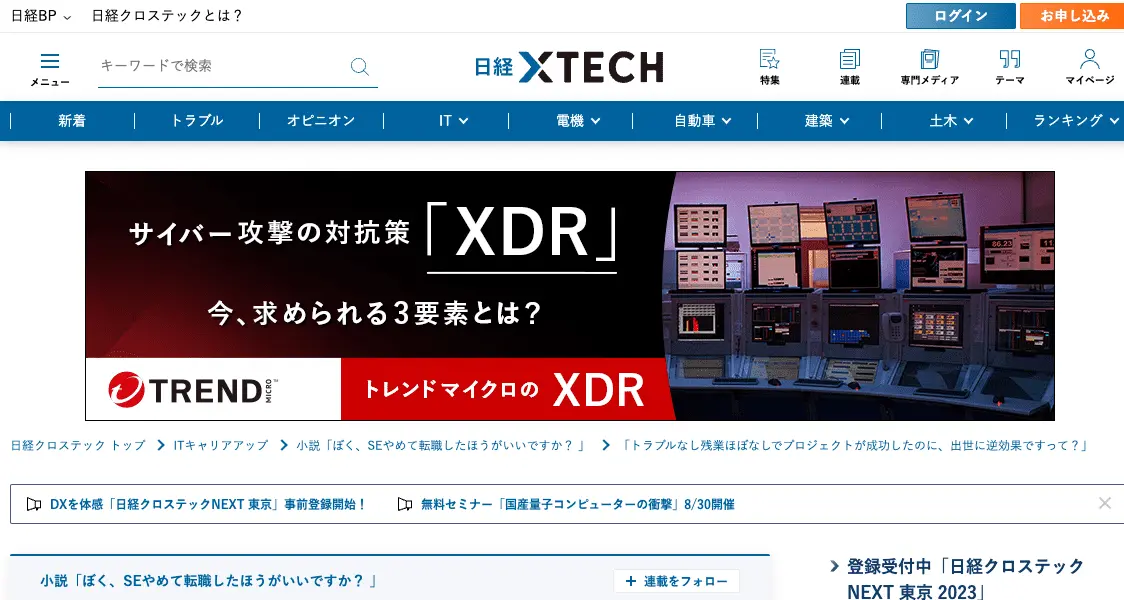 日経BP 日経クロステックとは？ ログイン お申し込み
メニュー キーワードで検索 日経XTECH 特集 連載 専門メディア テーマ マイページ
新着 トラブル オピニオン IT 電機 自動車 建築 土木 ランキング
サイバー攻撃の対抗策「XDR」
今、求められる3要素とは？
TREND MICRO™ トレンドマイクロの XDR
日経クロステック トップ ITキャリアアップ 小説「ぼく、SEやめて転職したほうがいいですか？」 「トラブルなし残業ほぼなしでプロジェクトが成功したのに、出世に逆効果ですって？」
DXを体感「日経クロステックNEXT 東京」事前登録開始！ 無料セミナー「国産量子コンピューターの衝撃」8/30開催
小説「ぼく、SEやめて転職したほうがいいですか？」 ＋ 連載をフォロー
登録受付中「日経クロステック
NEXT 東京 2023」